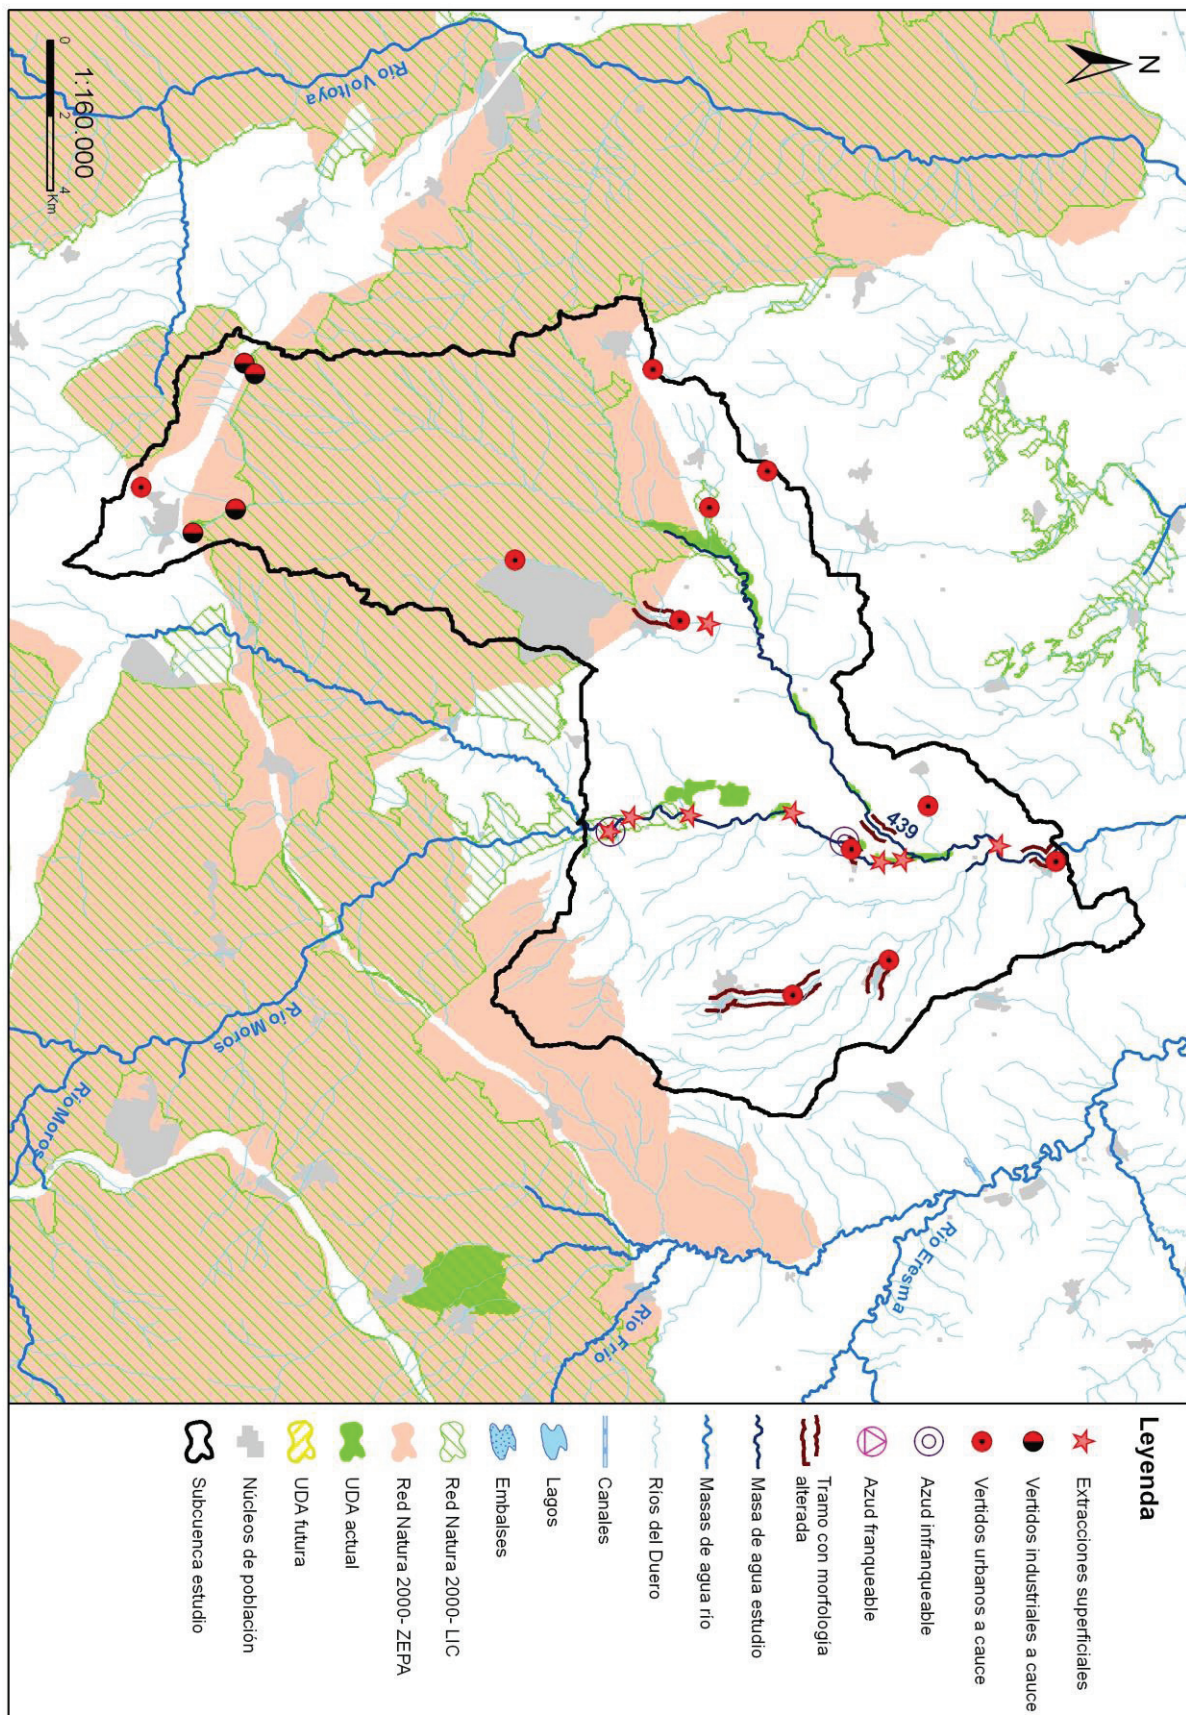 N
Río Voltoya
0 2 4
Km
1:160.000
439
Río Moros
Río Moros
Río Eresma
Río Frío
Leyenda
Extracciones superficiales
Vertidos industriales a cauce
Vertidos urbanos a cauce
Azud infranqueable
Azud franqueable
Tramo con morfología
alterada
Masa de agua estudio
Masas de agua río
Ríos del Duero
Canales
Lagos
Embalses
Red Natura 2000- LIC
Red Natura 2000- ZEPA
UDA actual
UDA futura
Núcleos de población
Subcuenca estudio